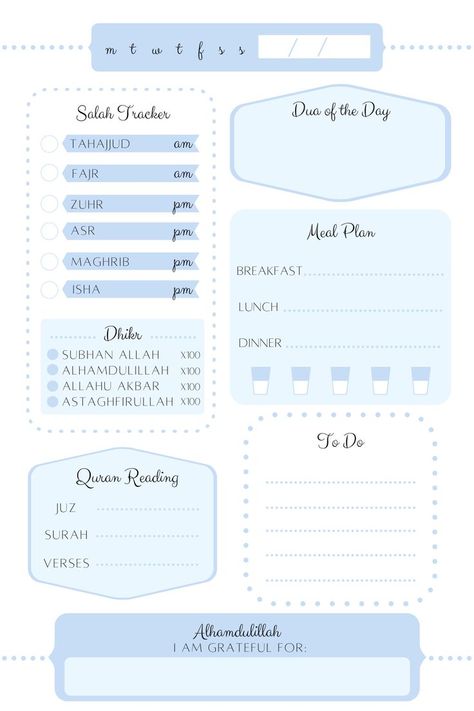 m t w t f s s / /
Salah Tracker
TAHAJJUD am
FAJR am
ZUHR pm
ASR pm
MAGHRIB pm
ISHA pm
Dhikr
SUBHAN ALLAH X100
ALHAMDULILLAH X100
ALLAHU AKBAR X100
ASTAGHFIRULLAH X100
Quran Reading
JUZ
SURAH
VERSES
Dua of the Day
Meal Plan
BREAKFAST
LUNCH
DINNER
To Do
Alhamdulillah
I AM GRATEFUL FOR: